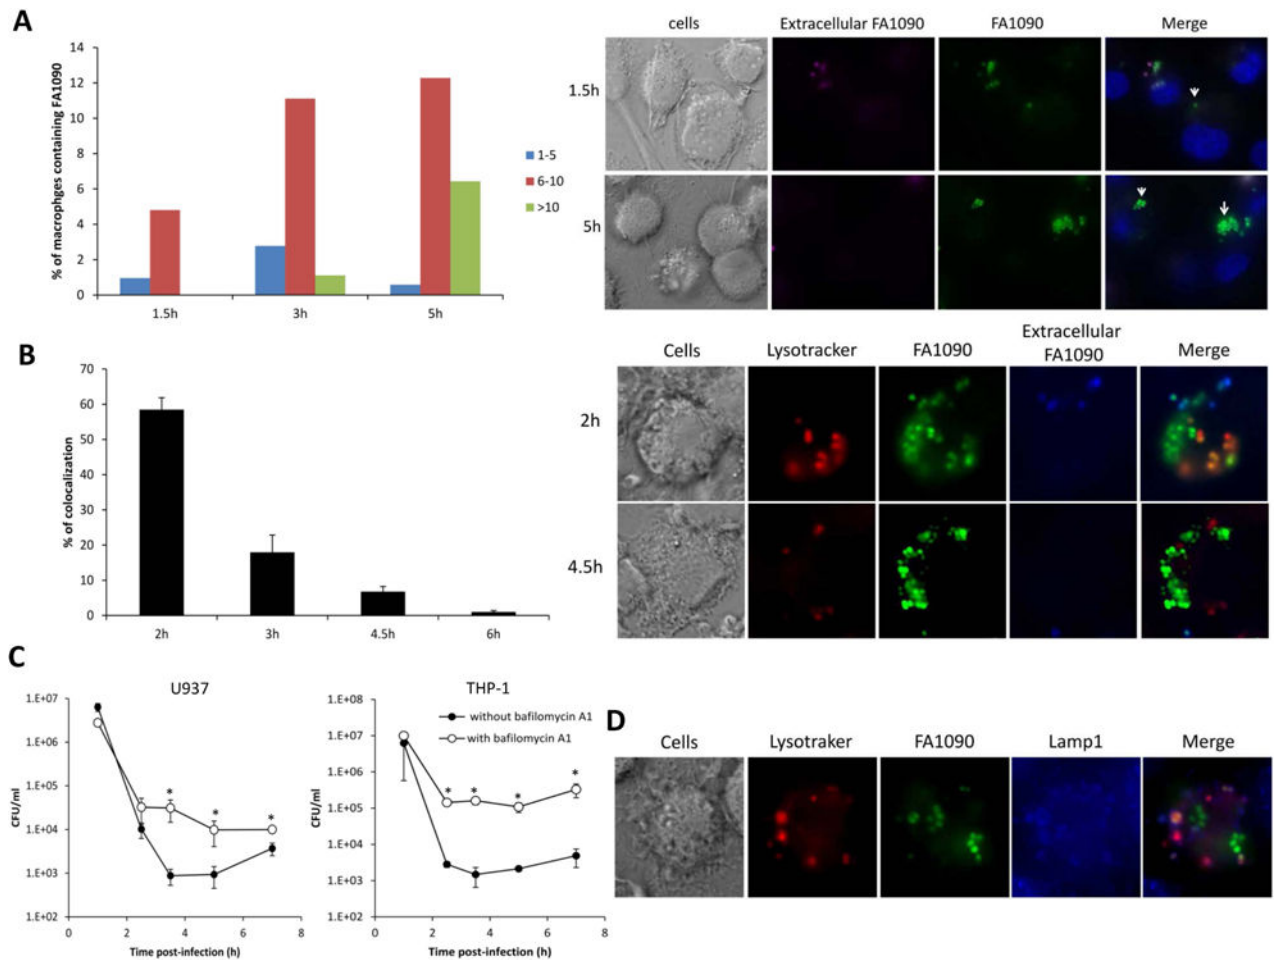 A
cells
Extracellular FA1090
FA1090
Merge
% of macrophges containing FA1090
14
12
10
8
6
4
2
0
1.5h
3h
5h
1-5
6-10
>10
1.5h
5h
B
Cells
Lysotracker
FA1090
Extracellular
FA1090
Merge
% of colocalization
70
60
50
40
30
20
10
0
2h
3h
4.5h
6h
2h
4.5h
C
U937
CFU/ml
1.E+07
1.E+06
1.E+05
1.E+04
1.E+03
1.E+02
* * *
0 2 4 6 8
Time post-infection (h)
THP-1
without bafilomycin A1
with bafilomycin A1
CFU/ml
1.E+08
1.E+07
1.E+06
1.E+05
1.E+04
1.E+03
1.E+02
* * * *
0 2 4 6 8
Time post-infection (h)
D
Cells
Lysotraker
FA1090
Lamp1
Merge